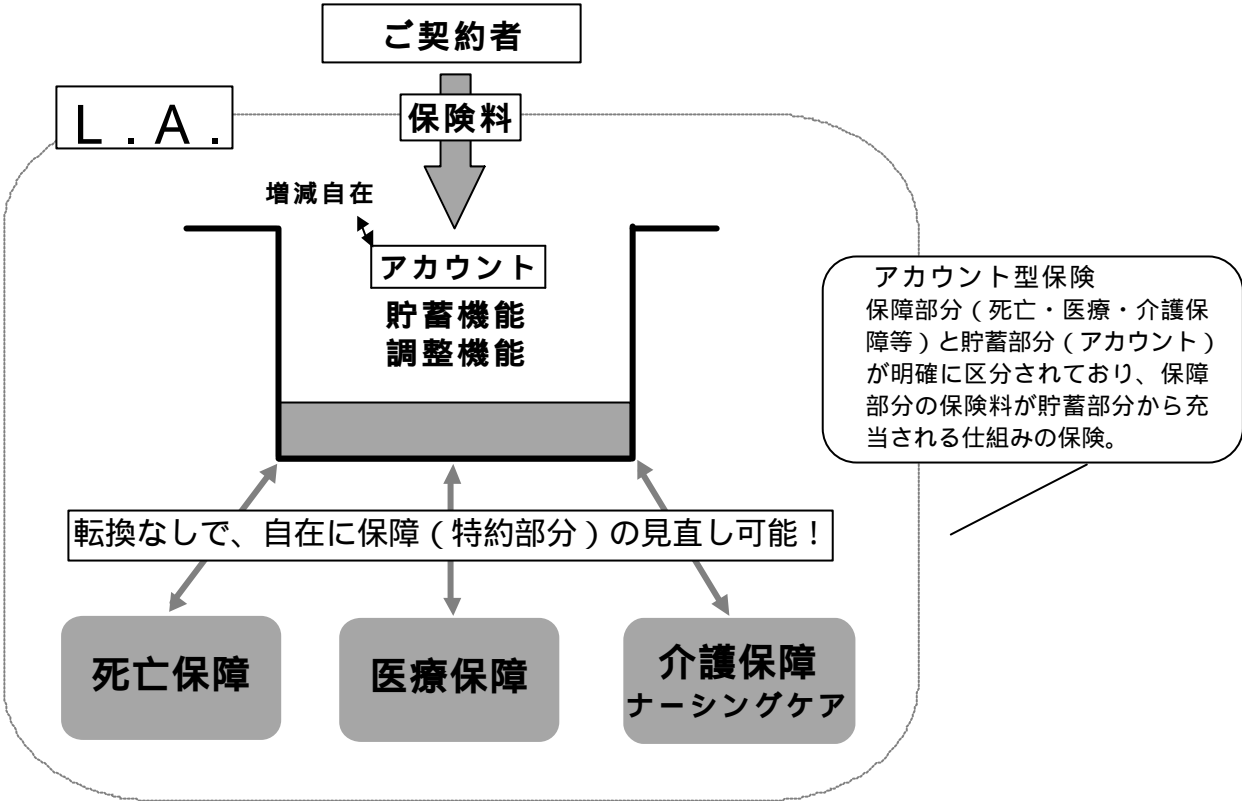 ご契約者
L.A.
保険料
増減自在
アカウント
貯蓄機能
調整機能
アカウント型保険
保障部分（死亡・医療・介護保
障等）と貯蓄部分（アカウント）
が明確に区分されており、保障
部分の保険料が貯蓄部分から充
当される仕組みの保険。
転換なしで、自在に保障（特約部分）の見直し可能！
死亡保障
医療保障
介護保障
ナーシングケア